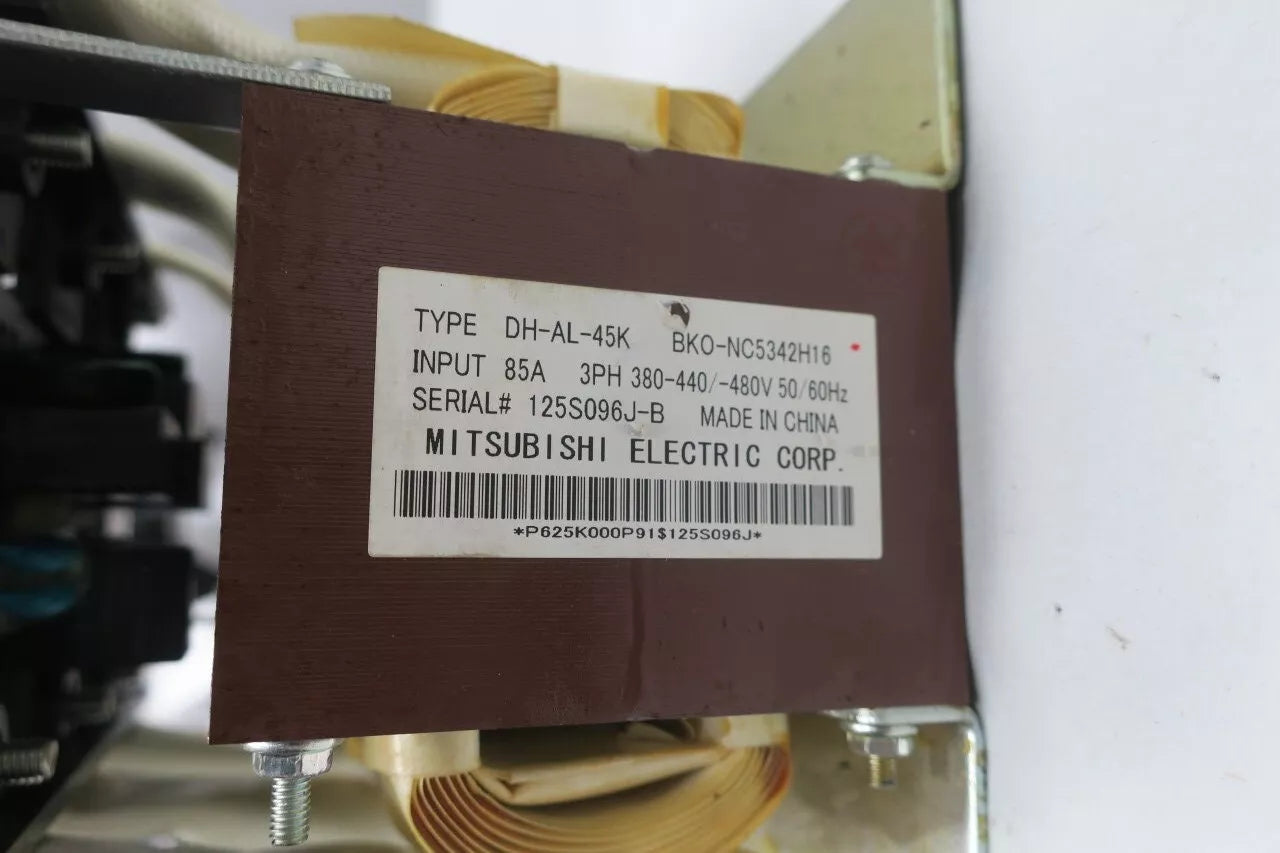 TYPE DH-AL-45K BKO-NC5342H16
INPUT 85A 3PH 380-440/-480V 50/60Hz
SERIAL# 125S096J-B MADE IN CHINA
MITSUBISHI ELECTRIC CORP.
*P625K000P91$125S096J*